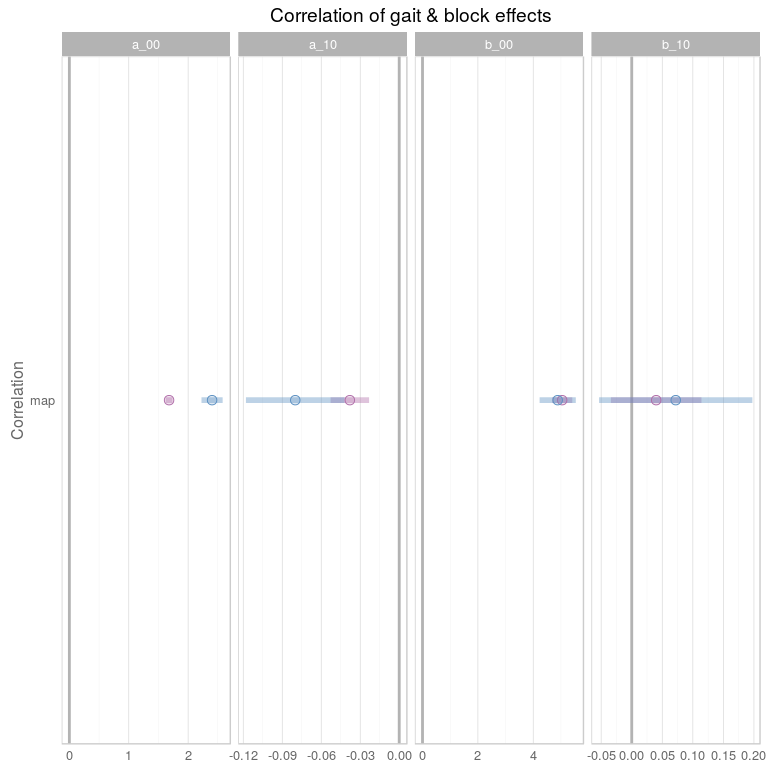 Correlation of gait & block effects
a_00 a_10 b_00 b_10
Correlation
map
0 1 2 -0.12 -0.09 -0.06 -0.03 0.00 0 2 4 -0.05 0.00 0.05 0.10 0.15 0.20